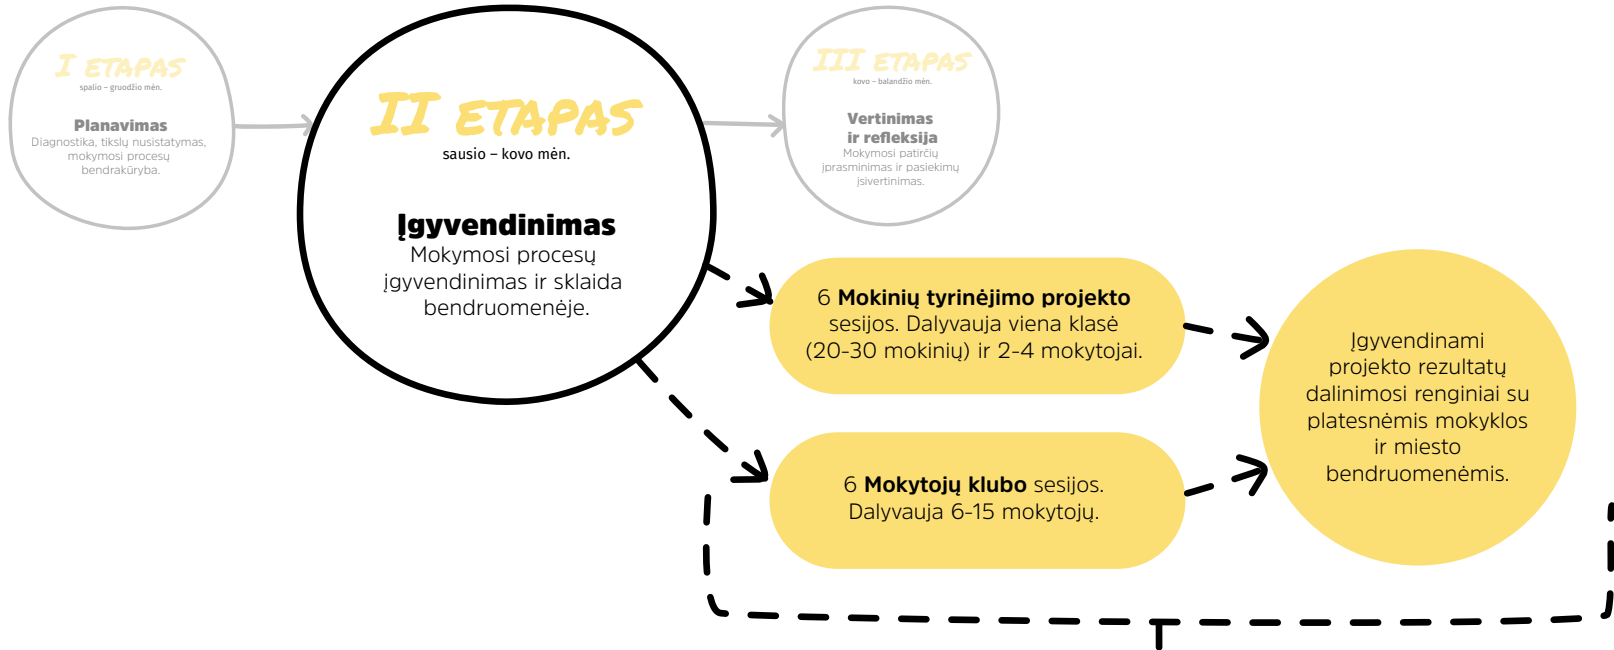 I ETAPAS
spalio – gruodžio mėn.
Planavimas
Diagnostika, tikslų nusistatymas,
mokymosi procesų
bendrakūryba.
II ETAPAS
sausio – kovo mėn.
Įgyvendinimas
Mokymosi procesų
įgyvendinimas ir sklaida
bendruomenėje.
III ETAPAS
kovo – balandžio mėn.
Vertinimas
ir refleksija
Mokymosi patirčių
įprasminimas ir pasiekimų
įsivertinimas.
6 Mokinių tyrinėjimo projekto
sesijos. Dalyvauja viena klasė
(20-30 mokinių) ir 2-4 mokytojai.
6 Mokytojų klubo sesijos.
Dalyvauja 6-15 mokytojų.
Įgyvendinami
projekto rezultatų
dalinimosi renginiai su
platesnėmis mokyklos
ir miesto
bendruomenėmis.